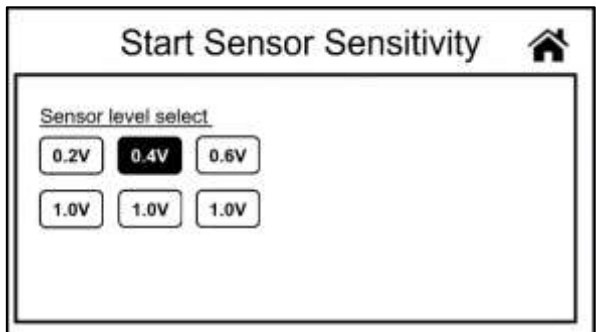 Start Sensor Sensitivity
Sensor level select
0.2V 0.4V 0.6V
1.0V 1.0V 1.0V